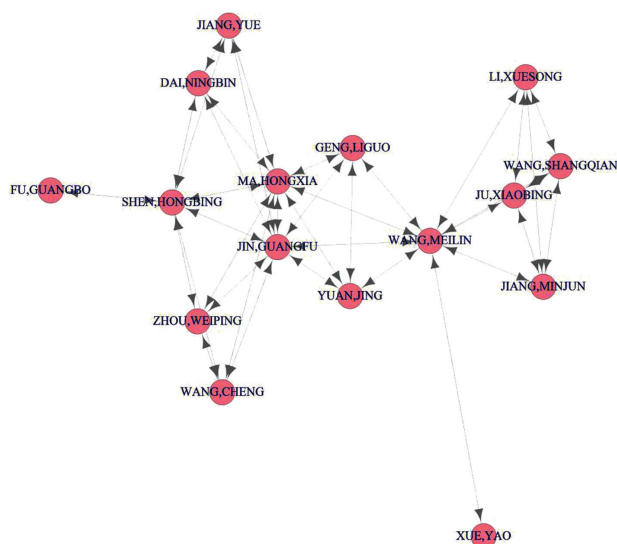 JIANG,YUE
DAI,NINGBIN
LI,XUESONG
GENG,LIGUO
WANG,SHANGQIAN
MA,HONGXIA
FU,GUANGBO
JU,XIAOBING
SHEN,HONGBING
WANG,MEILIN
JIN,GUANGFU
JIANG,MINJUN
YUAN,JING
ZHOU,WEIPING
WANG,CHENG
XUE,YAO